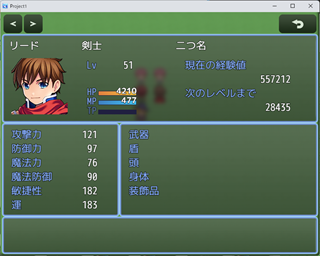 Project1
リード 剣士 二つ名
Lv 51 現在の経験値
557212
HP 4210
MP 477 次のレベルまで
TP
28435
攻撃力 121 武器
防御力 97 盾
魔法力 76 頭
魔法防御 90 身体
敏捷性 182 装飾品
運 183